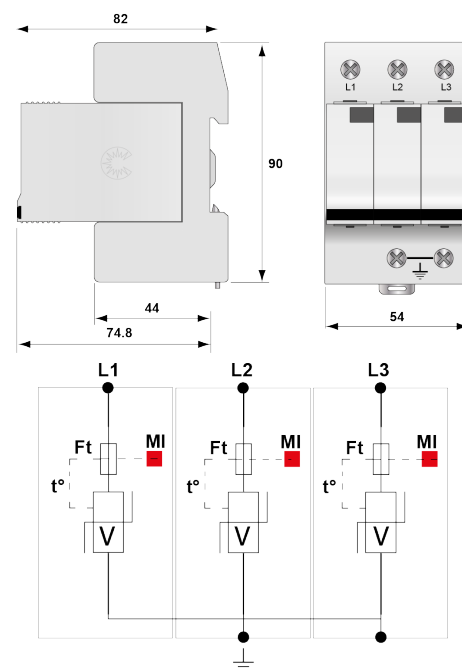 82
L1 L2 L3
90
44
54
74.8
L1 L2 L3
Ft MI Ft MI Ft MI
t° t° t°
V V V